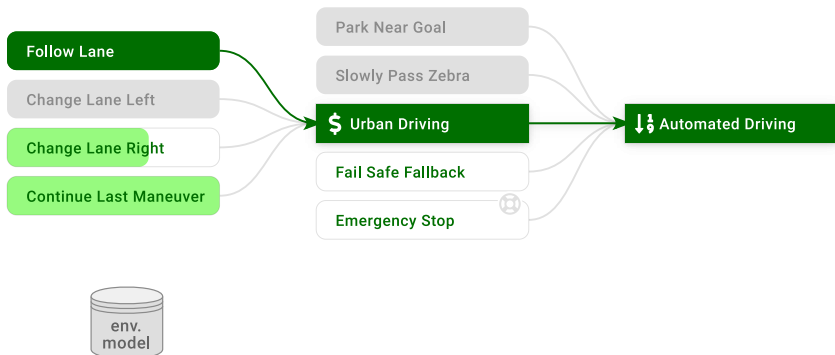 Follow Lane
Change Lane Left
Change Lane Right
Continue Last Maneuver
Park Near Goal
Slowly Pass Zebra
$ Urban Driving
Fail Safe Fallback
Emergency Stop
Automated Driving
env.
model